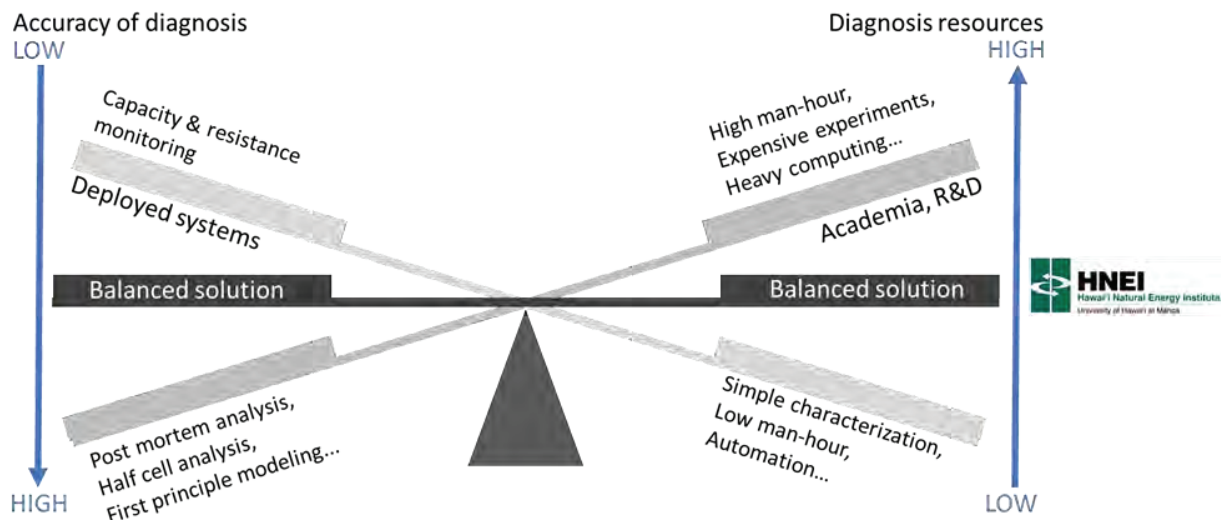 Accuracy of diagnosis
LOW
Diagnosis resources
HIGH
Capacity & resistance
monitoring
Deployed systems
High man-hour,
Expensive experiments,
Heavy computing...
Academia, R&D
Balanced solution
Balanced solution
HNEI
Hawai'i Natural Energy Institute
University of Hawai'i at Mānoa
Post mortem analysis,
Half cell analysis,
First principle modeling...
Simple characterization,
Low man-hour,
Automation...
HIGH
LOW